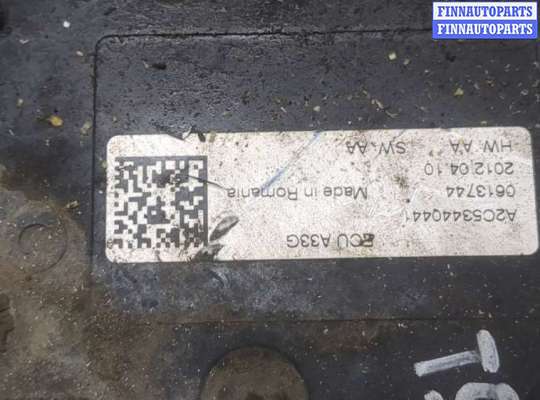 FINNAUTOPARTS
FINNAUTOPARTS
ECU A33G
A2C53440441
0613744 Made in Romania
2012 04 10
HW AA SW AA